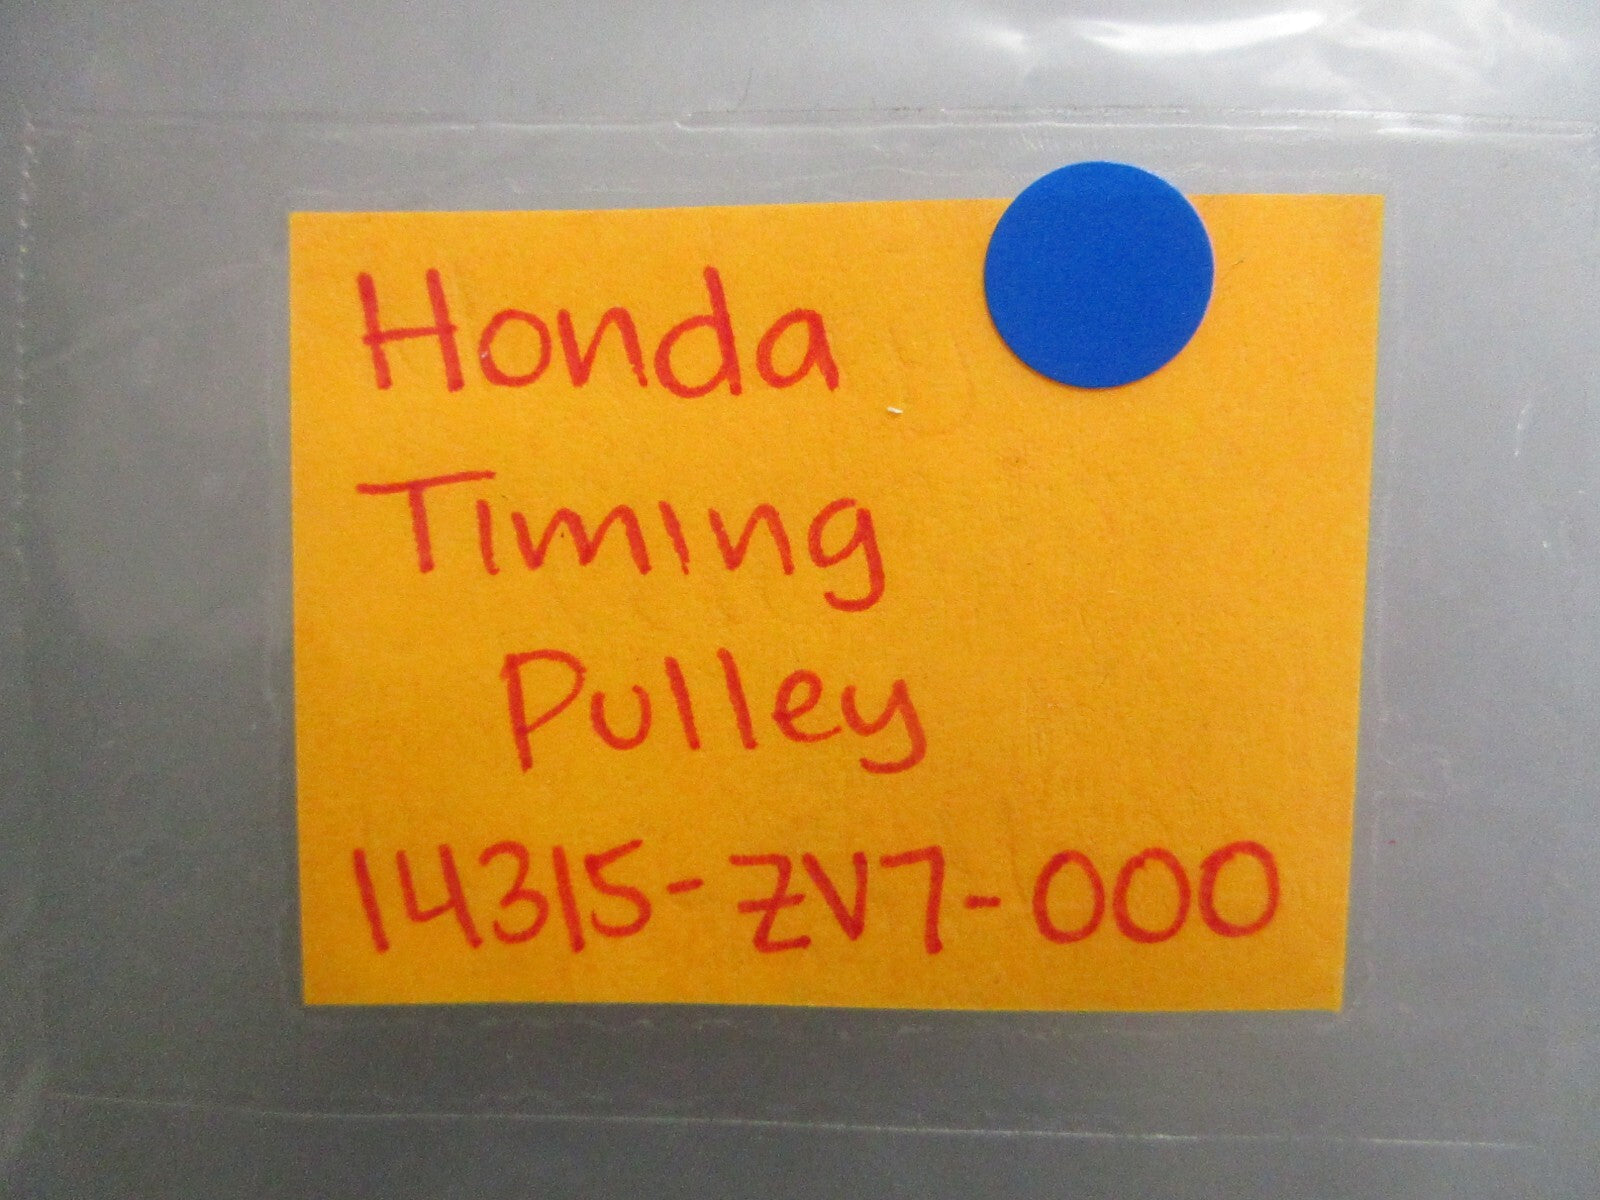 Honda
Timing
Pulley
14315-ZV7-000